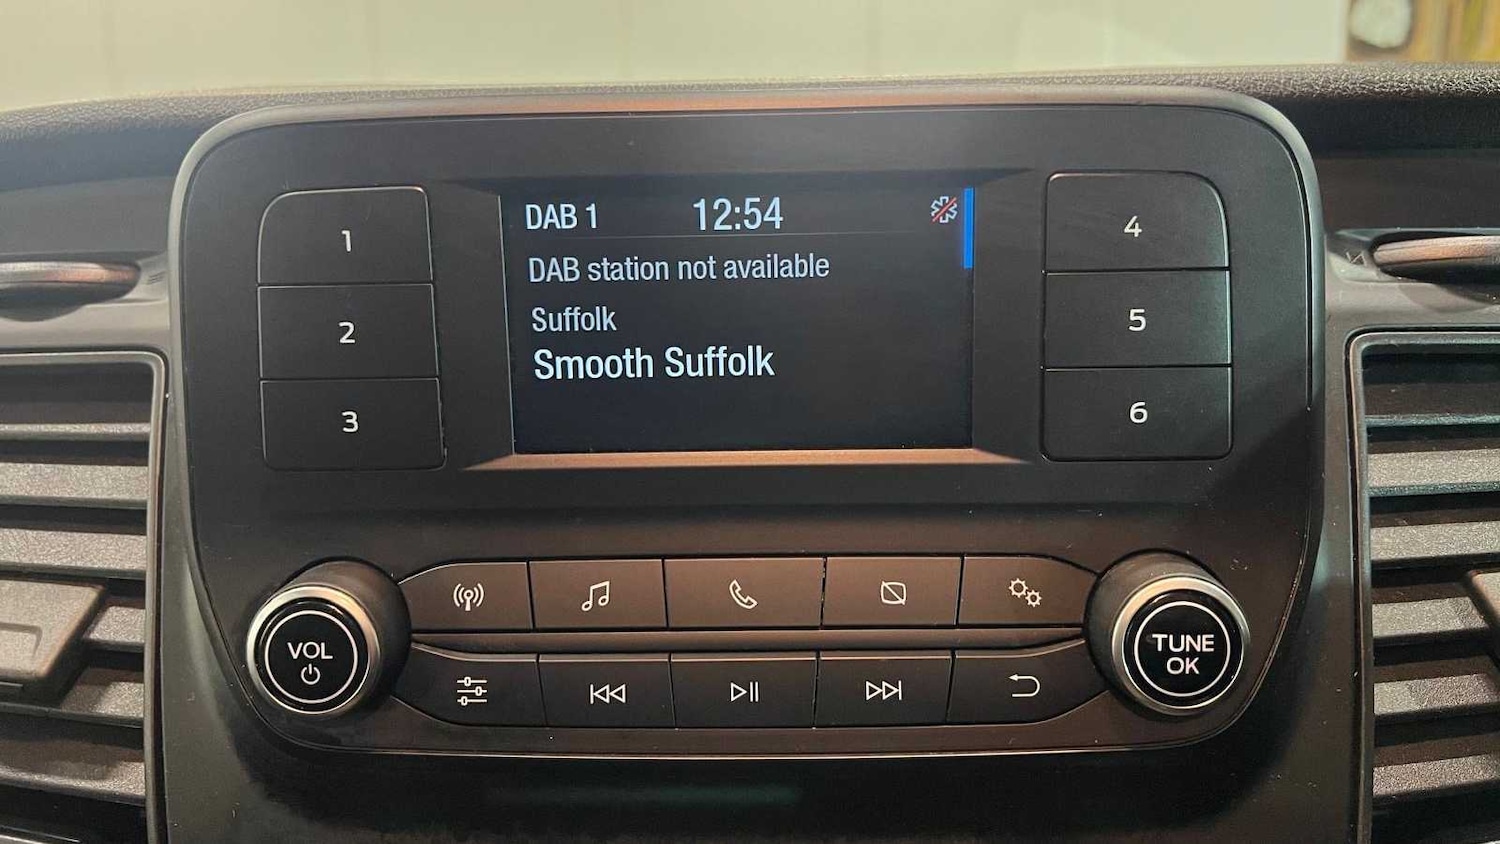 DAB 1 12:54
DAB station not available
Suffolk
Smooth Suffolk
1
2
3
4
5
6
VOL
TUNE
OK